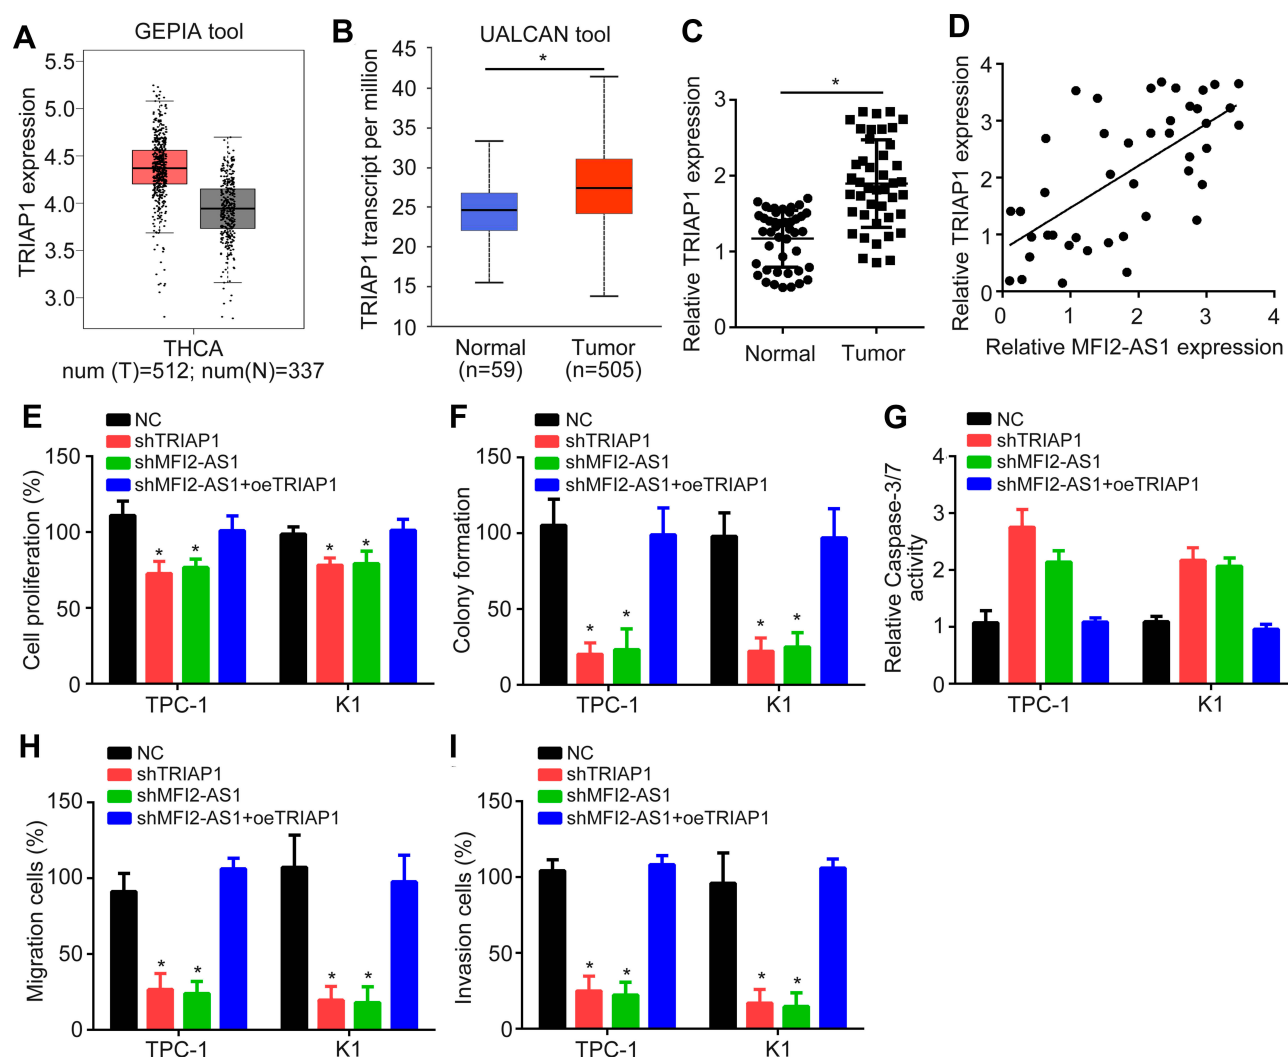 A
GEPIA tool
TRIAP1 expression
5.5
5.0
4.5
4.0
3.5
3.0
THCA
num (T)=512; num(N)=337
B
UALCAN tool
TRIAP1 transcript per million
45
40
35
30
25
20
15
10
*
Normal
(n=59)
Tumor
(n=505)
C
Relative TRIAP1 expression
3
2
1
0
*
Normal
Tumor
D
Relative TRIAP1 expression
4
3
2
1
0
0 1 2 3 4
Relative MFI2-AS1 expression
E
NC
shTRIAP1
shMFI2-AS1
shMFI2-AS1+oeTRIAP1
Cell proliferation (%)
150
100
50
0
* * * *
TPC-1 K1
F
NC
shTRIAP1
shMFI2-AS1
shMFI2-AS1+oeTRIAP1
Colony formation
150
100
50
0
* * * *
TPC-1 K1
G
NC
shTRIAP1
shMFI2-AS1
shMFI2-AS1+oeTRIAP1
Relative Caspase-3/7
activity
4
3
2
1
0
TPC-1 K1
H
NC
shTRIAP1
shMFI2-AS1
shMFI2-AS1+oeTRIAP1
Migration cells (%)
150
100
50
0
* * * *
TPC-1 K1
I
NC
shTRIAP1
shMFI2-AS1
shMFI2-AS1+oeTRIAP1
Invasion cells (%)
150
100
50
0
* * * *
TPC-1 K1